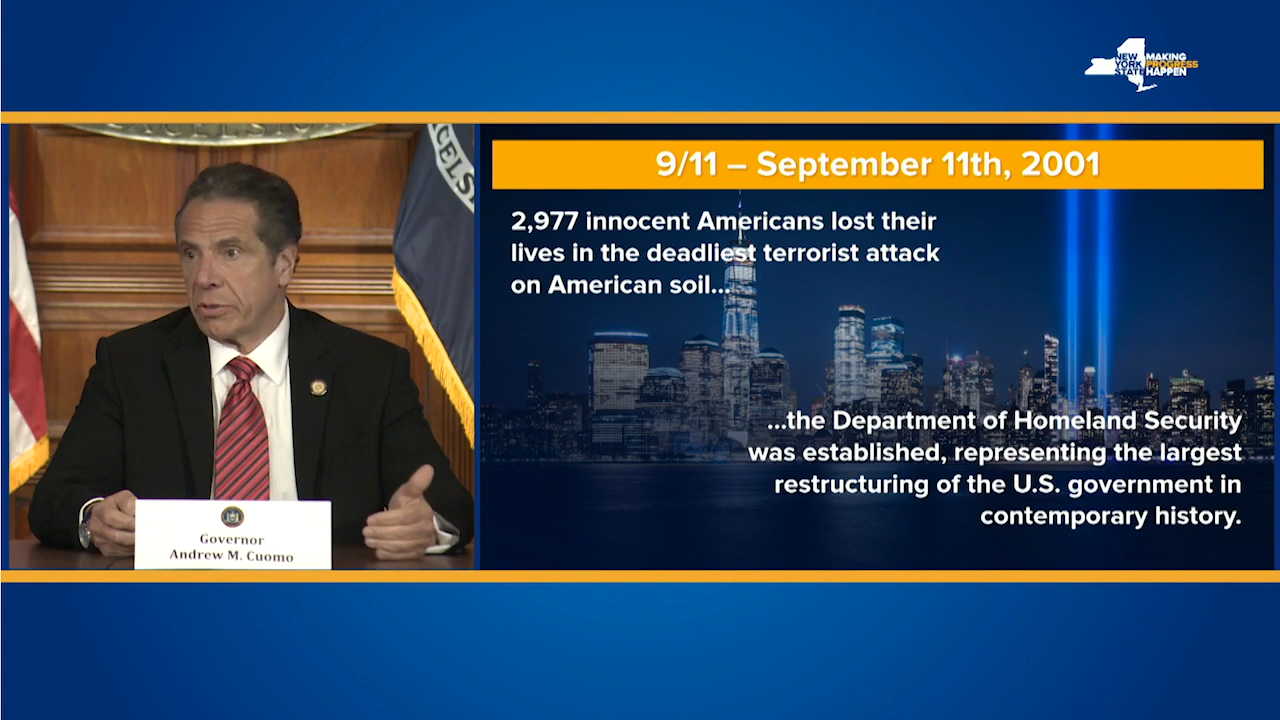 NEW
YORK
STATE
MAKING
PROGRESS
HAPPEN
EXCELSIOR
CELS
9/11 – September 11th, 2001
2,977 innocent Americans lost their
lives in the deadliest terrorist attack
on American soil...
...the Department of Homeland Security
was established, representing the largest
restructuring of the U.S. government in
contemporary history.
Governor
Andrew M. Cuomo